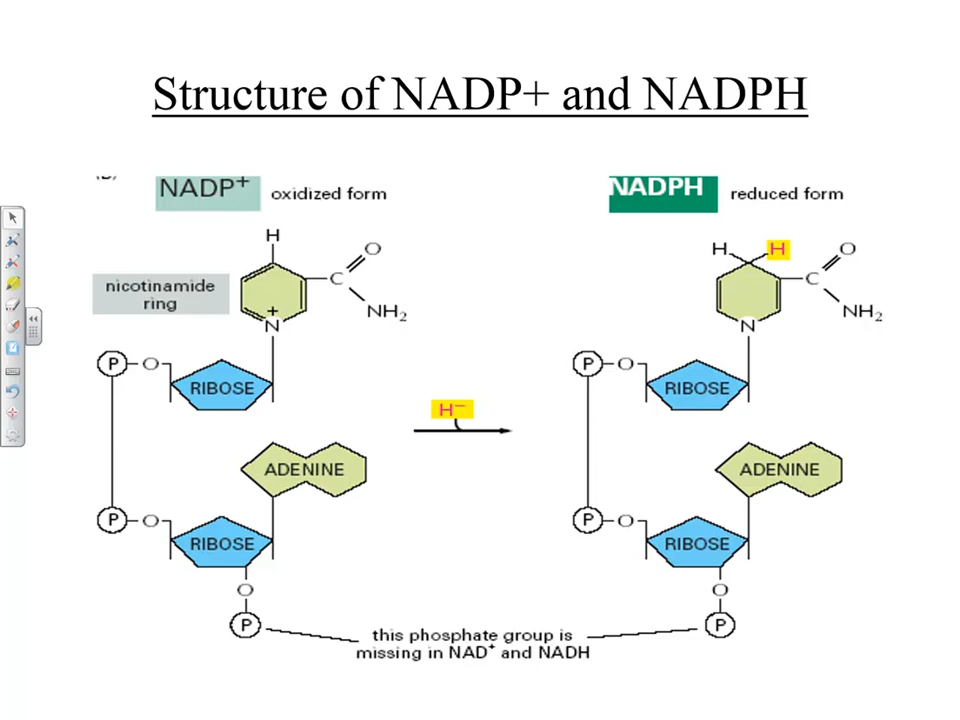 Structure of NADP+ and NADPH
NADP+ oxidized form
NADPH reduced form
H
O
C
NH2
nicotinamide
ring
+
N
H H
O
C
NH2
N
P O
RIBOSE
P O
RIBOSE
H−
ADENINE
ADENINE
P O
RIBOSE
P O
RIBOSE
O
P
O
P
this phosphate group is
missing in NAD+ and NADH